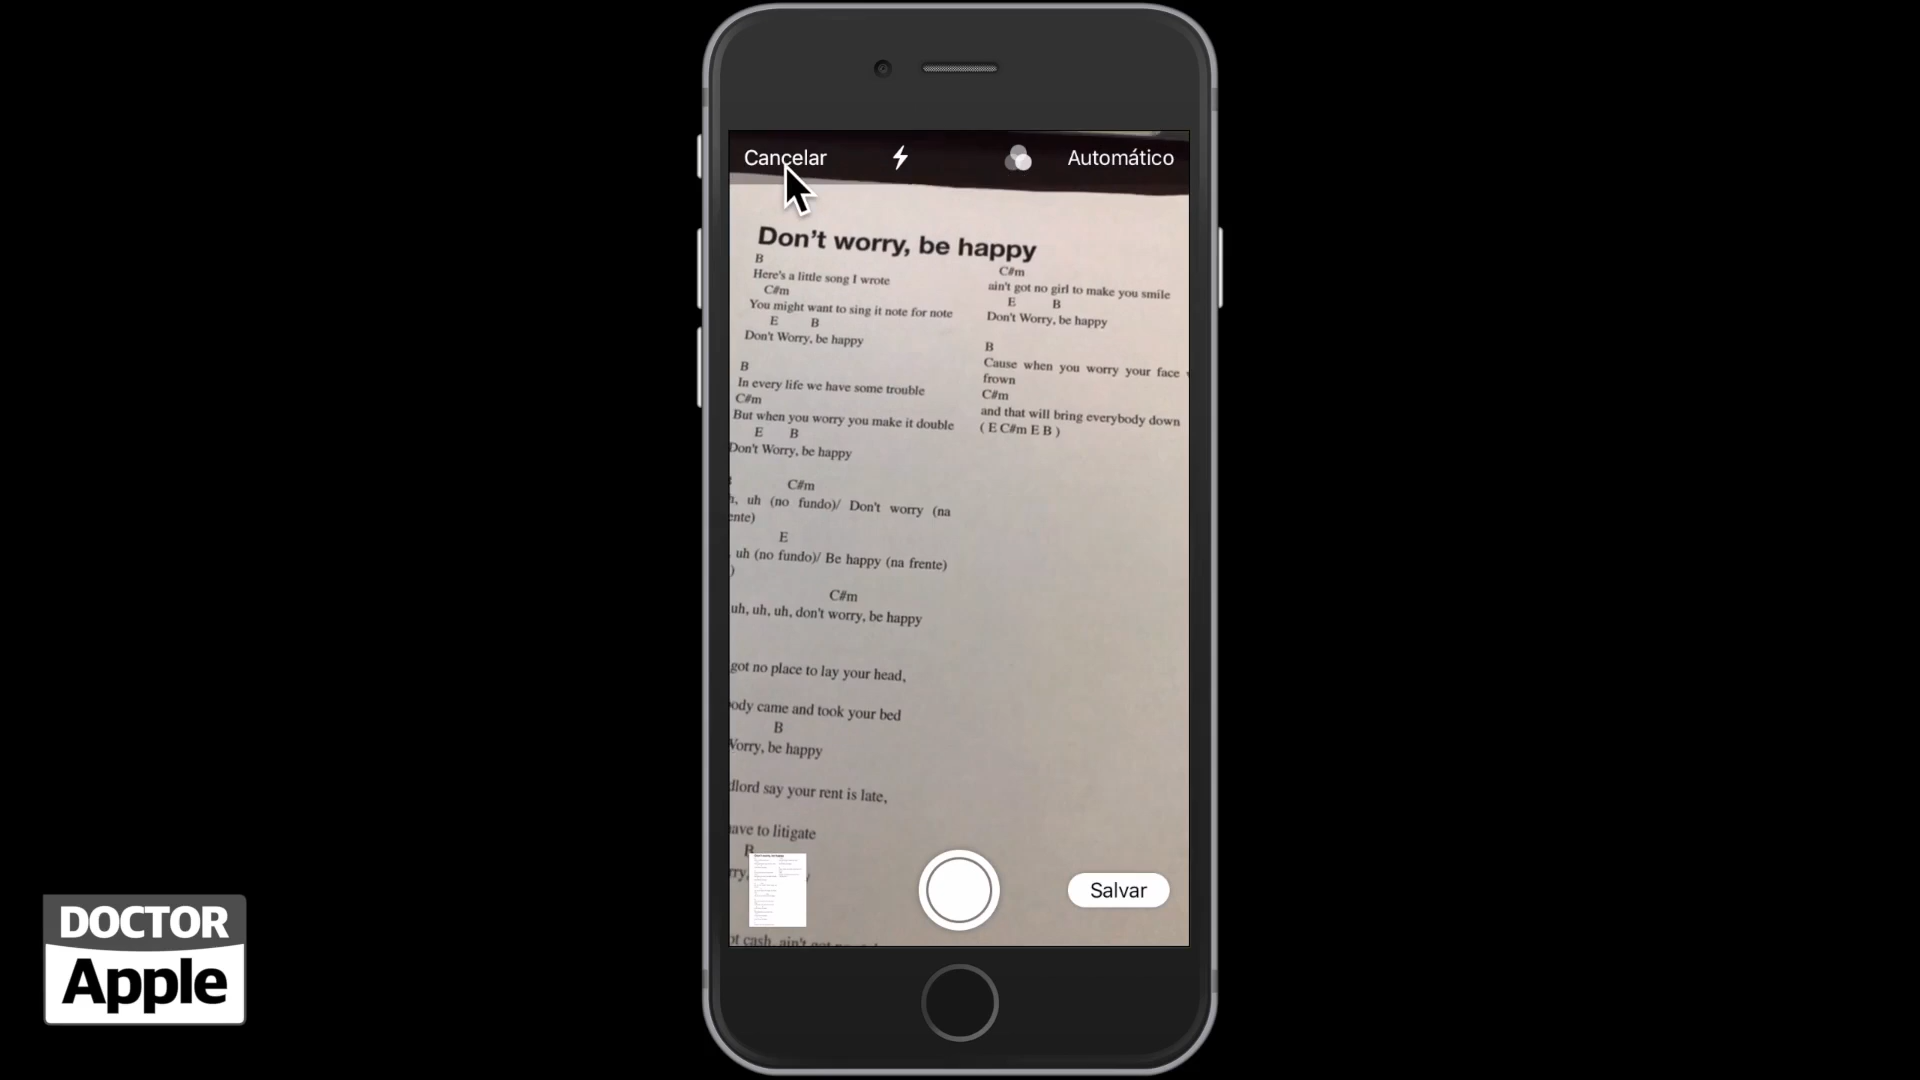 Cancelar
Automático
Don't worry, be happy
B
Here's a little song I wrote
C#m
You might want to sing it note for note
E B
Don't Worry, be happy
B
In every life we have some trouble
C#m
But when you worry you make it double
E B
Don't Worry, be happy
C#m
uh (no fundo)/ Don't worry (na
E
uh (no fundo)/ Be happy (na frente)
)
C#m
uh, uh, uh, don't worry, be happy
got no place to lay your head,
came and took your bed
B
Worry, be happy
say your rent is late,
have to litigate
B
C#m
ain't got no girl to make you smile
E B
Don't Worry, be happy
B
Cause when you worry your face
frown
C#m
and that will bring everybody down
( E C#m E B )
Salvar
DOCTOR
Apple